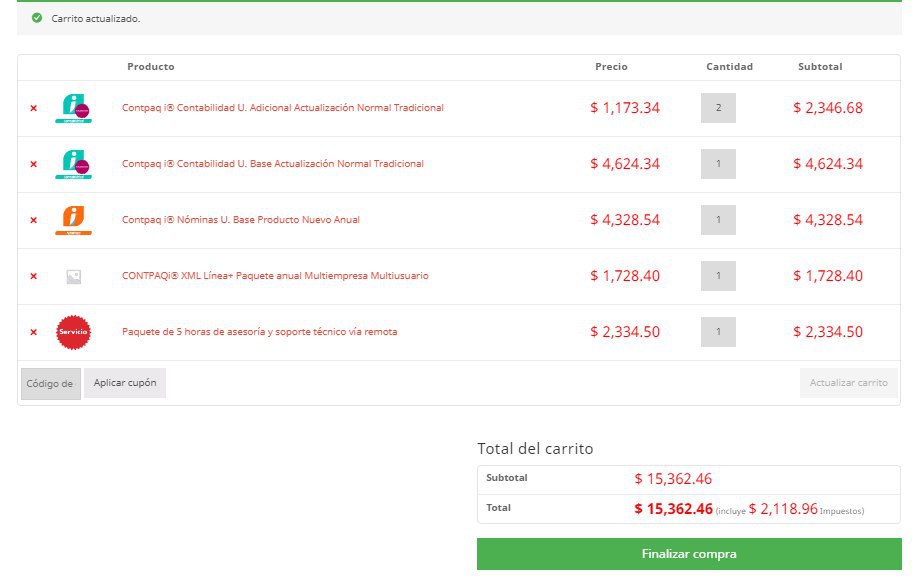 Carrito actualizado.
Producto Precio Cantidad Subtotal
× Contpaq i® Contabilidad U. Adicional Actualización Normal Tradicional $ 1,173.34 2 $ 2,346.68
× Contpaq i® Contabilidad U. Base Actualización Normal Tradicional $ 4,624.34 1 $ 4,624.34
× Contpaq i® Nóminas U. Base Producto Nuevo Anual $ 4,328.54 1 $ 4,328.54
× CONTPAQi® XML Línea+ Paquete anual Multiempresa Multiusuario $ 1,728.40 1 $ 1,728.40
× Servicio Paquete de 5 horas de asesoría y soporte técnico vía remota $ 2,334.50 1 $ 2,334.50
Código de Aplicar cupón Actualizar carrito
Total del carrito
Subtotal $ 15,362.46
Total $ 15,362.46 (incluye $ 2,118.96 Impuestos)
Finalizar compra